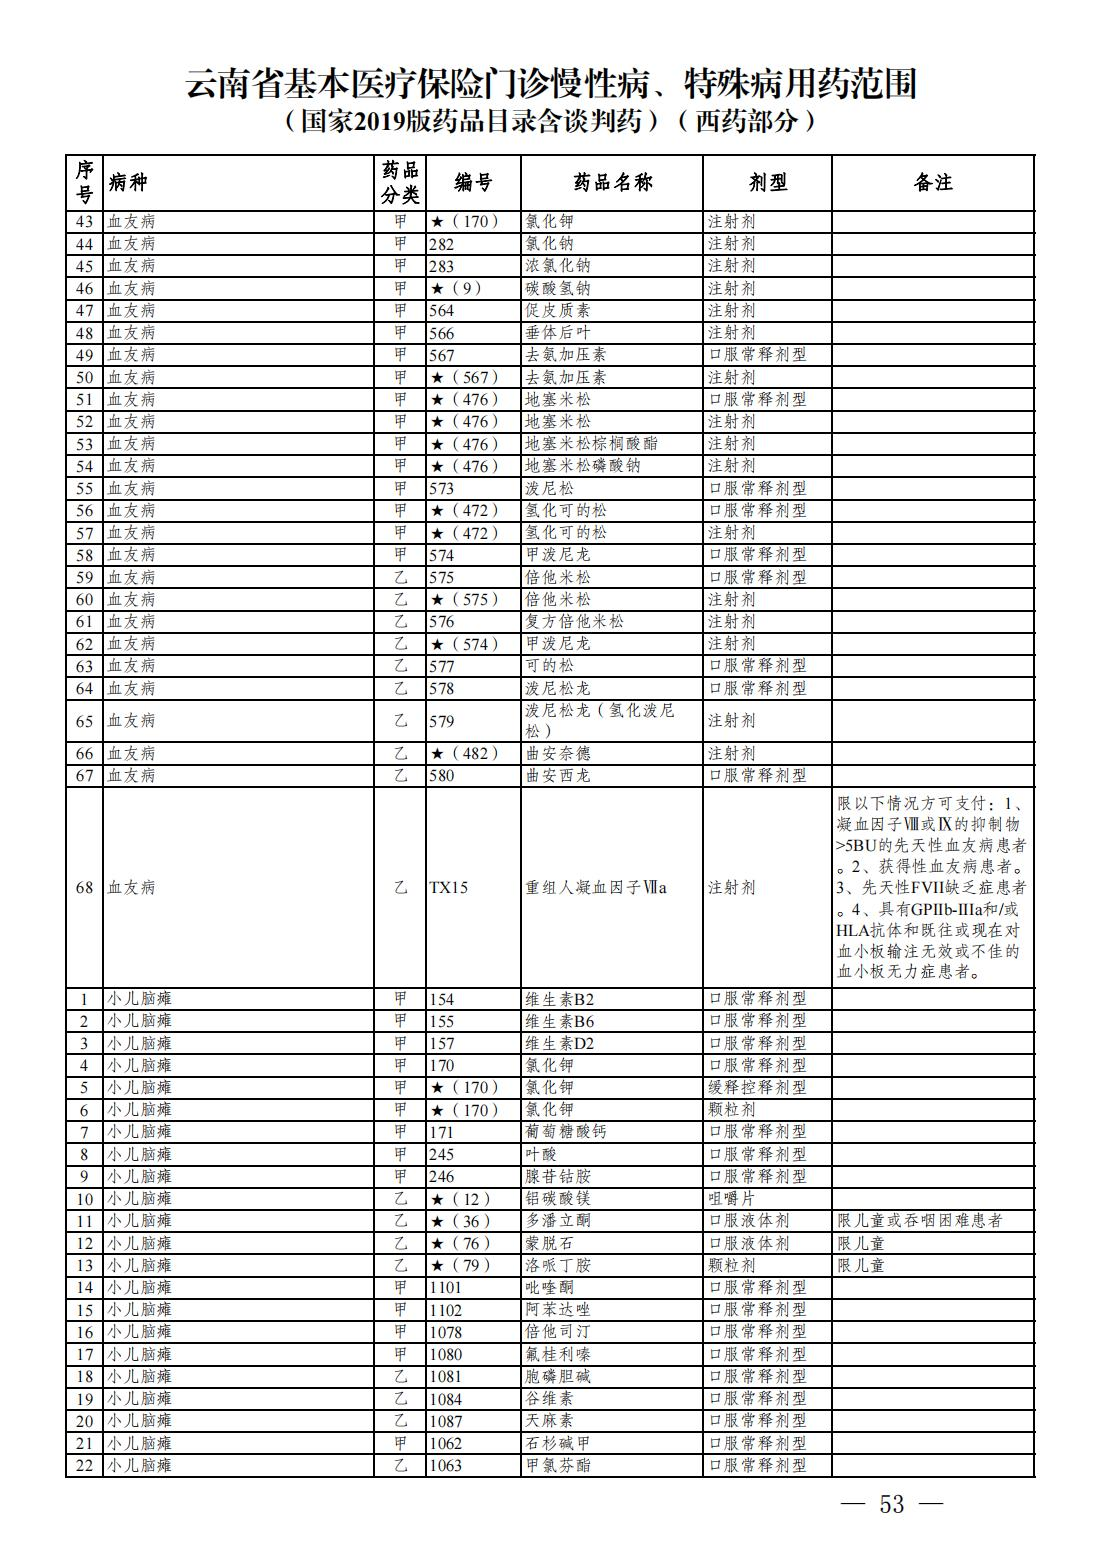 云南省基本医疗保险门诊慢性病、特殊病用药范围
（国家2019版药品目录含谈判药）（西药部分）
序号 病种 药品分类 编号 药品名称 剂型 备注
43 血友病 甲 ★（170） 氯化钾 注射剂
44 血友病 甲 282 氯化钠 注射剂
45 血友病 甲 283 浓氯化钠 注射剂
46 血友病 甲 ★（9） 碳酸氢钠 注射剂
47 血友病 甲 564 促皮质素 注射剂
48 血友病 甲 566 垂体后叶 注射剂
49 血友病 甲 567 去氨加压素 口服常释剂型
50 血友病 甲 ★（567） 去氨加压素 注射剂
51 血友病 甲 ★（476） 地塞米松 口服常释剂型
52 血友病 甲 ★（476） 地塞米松 注射剂
53 血友病 甲 ★（476） 地塞米松棕榈酸酯 注射剂
54 血友病 甲 ★（476） 地塞米松磷酸钠 注射剂
55 血友病 甲 573 泼尼松 口服常释剂型
56 血友病 甲 ★（472） 氢化可的松 口服常释剂型
57 血友病 甲 ★（472） 氢化可的松 注射剂
58 血友病 甲 574 甲泼尼龙 口服常释剂型
59 血友病 乙 575 倍他米松 口服常释剂型
60 血友病 乙 ★（575） 倍他米松 注射剂
61 血友病 乙 576 复方倍他米松 注射剂
62 血友病 乙 ★（574） 甲泼尼龙 注射剂
63 血友病 乙 577 可的松 口服常释剂型
64 血友病 乙 578 泼尼松龙 口服常释剂型
65 血友病 乙 579 泼尼松龙（氢化泼尼
松） 注射剂
66 血友病 乙 ★（482） 曲安奈德 注射剂
67 血友病 乙 580 曲安西龙 口服常释剂型
68 血友病 乙 TX15 重组人凝血因子Ⅶa 注射剂 限以下情况方可支付：1、
凝血因子Ⅷ或Ⅸ的抑制物
>5BU的先天性血友病患者
。2、获得性血友病患者。
3、先天性FVII缺乏症患者
。4、具有GPIIb-IIIa和/或
HLA抗体和既往或现在对
血小板输注无效或不佳的
血小板无力症患者。
1 小儿脑瘫 甲 154 维生素B2 口服常释剂型
2 小儿脑瘫 甲 155 维生素B6 口服常释剂型
3 小儿脑瘫 甲 157 维生素D2 口服常释剂型
4 小儿脑瘫 甲 170 氯化钾 口服常释剂型
5 小儿脑瘫 甲 ★（170） 氯化钾 缓释控释剂型
6 小儿脑瘫 甲 ★（170） 氯化钾 颗粒剂
7 小儿脑瘫 甲 171 葡萄糖酸钙 口服常释剂型
8 小儿脑瘫 甲 245 叶酸 口服常释剂型
9 小儿脑瘫 甲 246 腺苷钴胺 口服常释剂型
10 小儿脑瘫 乙 ★（12） 铝碳酸镁 咀嚼片
11 小儿脑瘫 乙 ★（36） 多潘立酮 口服液体剂 限儿童或吞咽困难患者
12 小儿脑瘫 乙 ★（76） 蒙脱石 口服液体剂 限儿童
13 小儿脑瘫 乙 ★（79） 洛哌丁胺 颗粒剂 限儿童
14 小儿脑瘫 甲 1101 吡喹酮 口服常释剂型
15 小儿脑瘫 甲 1102 阿苯达唑 口服常释剂型
16 小儿脑瘫 甲 1078 倍他司汀 口服常释剂型
17 小儿脑瘫 甲 1080 氟桂利嗪 口服常释剂型
18 小儿脑瘫 乙 1081 胞磷胆碱 口服常释剂型
19 小儿脑瘫 乙 1084 谷维素 口服常释剂型
20 小儿脑瘫 乙 1087 天麻素 口服常释剂型
21 小儿脑瘫 甲 1062 石杉碱甲 口服常释剂型
22 小儿脑瘫 乙 1063 甲氯芬酯 口服常释剂型
— 53 —